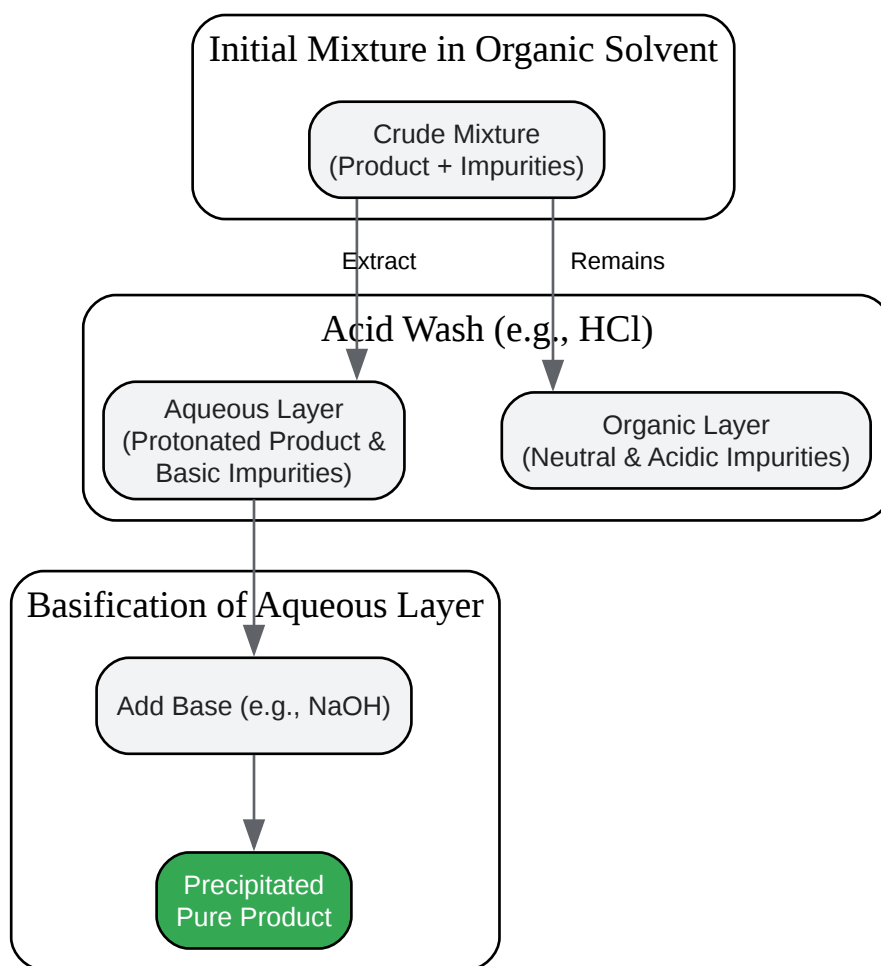 Initial Mixture in Organic Solvent
Crude Mixture
(Product + Impurities)
Extract
Remains
Acid Wash (e.g., HCl)
Aqueous Layer
(Protonated Product &
Basic Impurities)
Organic Layer
(Neutral & Acidic Impurities)
Basification of Aqueous Layer
Add Base (e.g., NaOH)
Precipitated
Pure Product